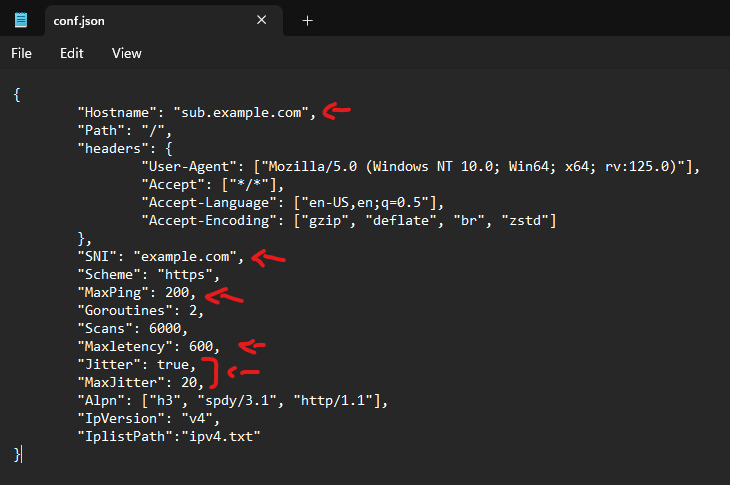 conf.json
File Edit View
{
"Hostname": "sub.example.com",
"Path": "/",
"headers": {
"User-Agent": ["Mozilla/5.0 (Windows NT 10.0; Win64; x64; rv:125.0)"],
"Accept": ["*/*"],
"Accept-Language": ["en-US,en;q=0.5"],
"Accept-Encoding": ["gzip", "deflate", "br", "zstd"]
},
"SNI": "example.com",
"Scheme": "https",
"MaxPing": 200,
"Goroutines": 2,
"Scans": 6000,
"Maxletency": 600,
"Jitter": true,
"MaxJitter": 20,
"Alpn": ["h3", "spdy/3.1", "http/1.1"],
"IpVersion": "v4",
"IplistPath":"ipv4.txt"
}